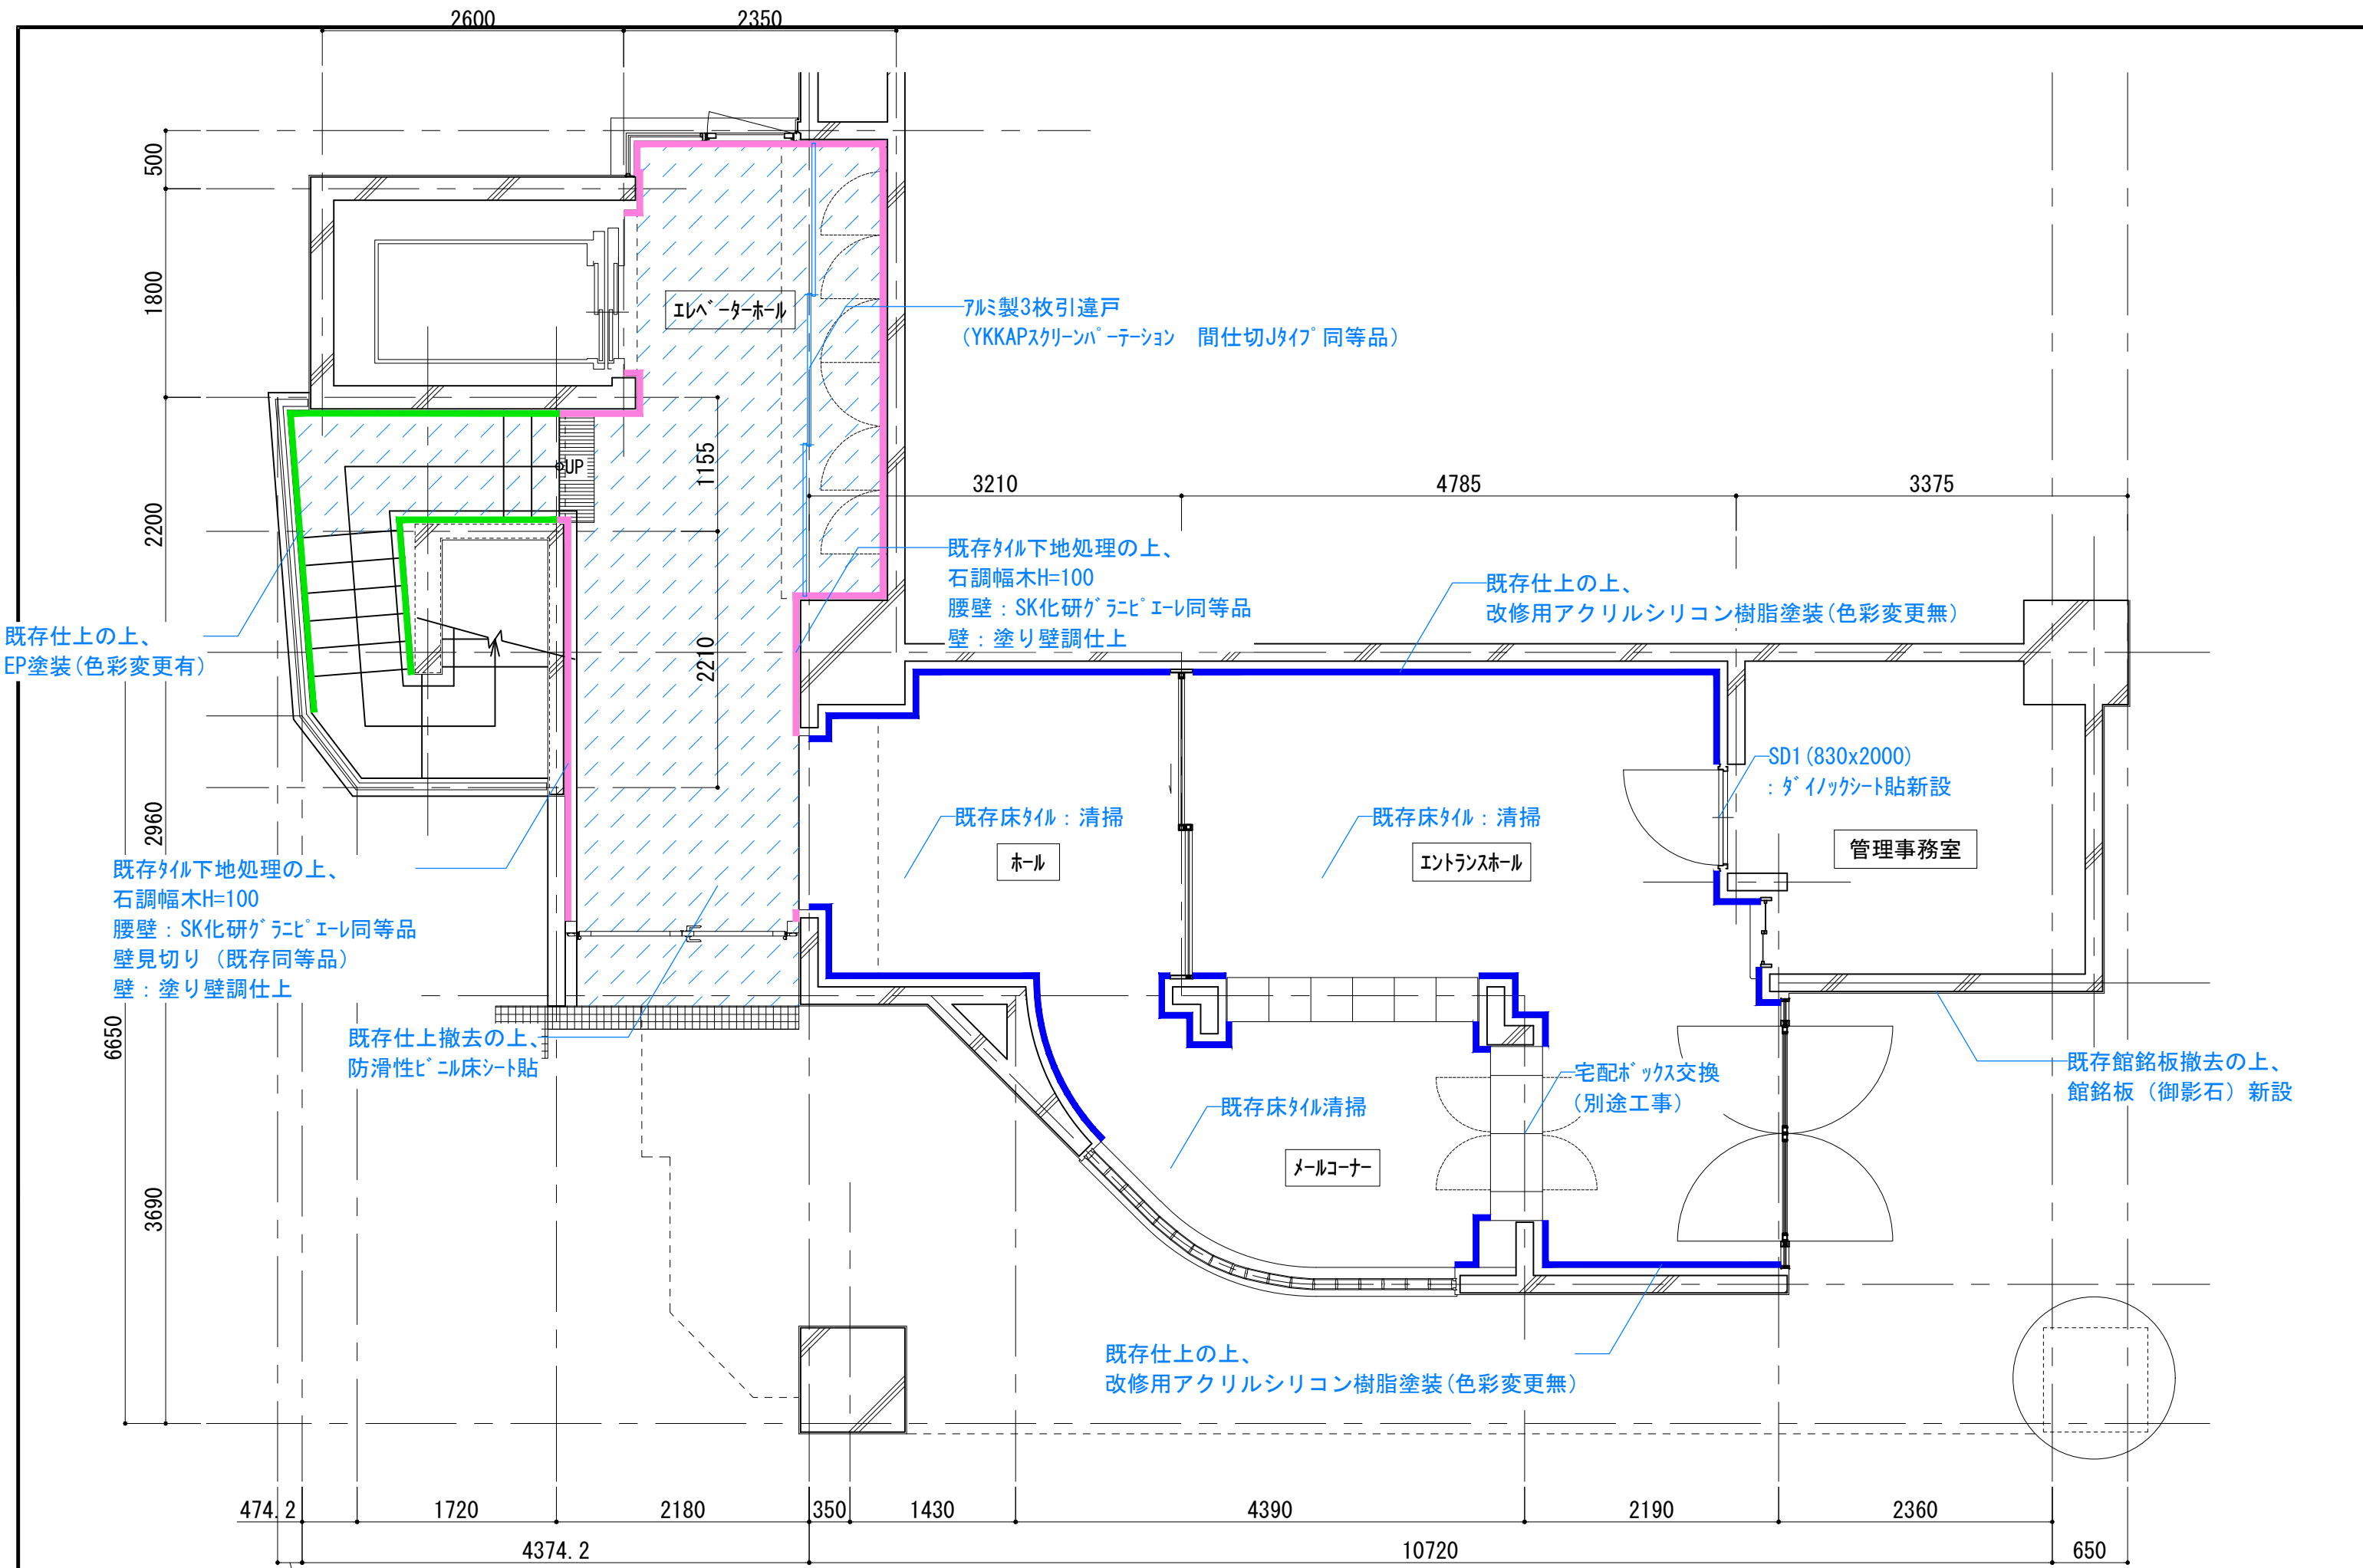 2600
2350
500
1800
2200
2960
6650
3690
エレベーターホール
アルミ製3枚引違戸
(YKKAPスクリーンパーテーション　間仕切Jタイプ同等品)
UP
1155
2210
3210
4785
3375
既存タイル下地処理の上、
石調幅木H=100
腰壁：SK化研グラニピエーレ同等品
壁：塗り壁調仕上
既存仕上の上、
改修用アクリルシリコン樹脂塗装(色彩変更無)
既存仕上の上、
EP塗装(色彩変更有)
SD1(830x2000)
：ダイノックシート貼新設
既存床タイル：清掃
ホール
既存床タイル：清掃
エントランスホール
管理事務室
既存タイル下地処理の上、
石調幅木H=100
腰壁：SK化研グラニピエーレ同等品
壁見切り（既存同等品）
壁：塗り壁調仕上
既存仕上撤去の上、
防滑性ビニル床シート貼
既存床タイル清掃
メールコーナー
宅配ボックス交換
(別途工事)
既存館銘板撤去の上、
館銘板（御影石）新設
既存仕上の上、
改修用アクリルシリコン樹脂塗装(色彩変更無)
474.2
1720
2180
350
1430
4390
2190
2360
4374.2
10720
650